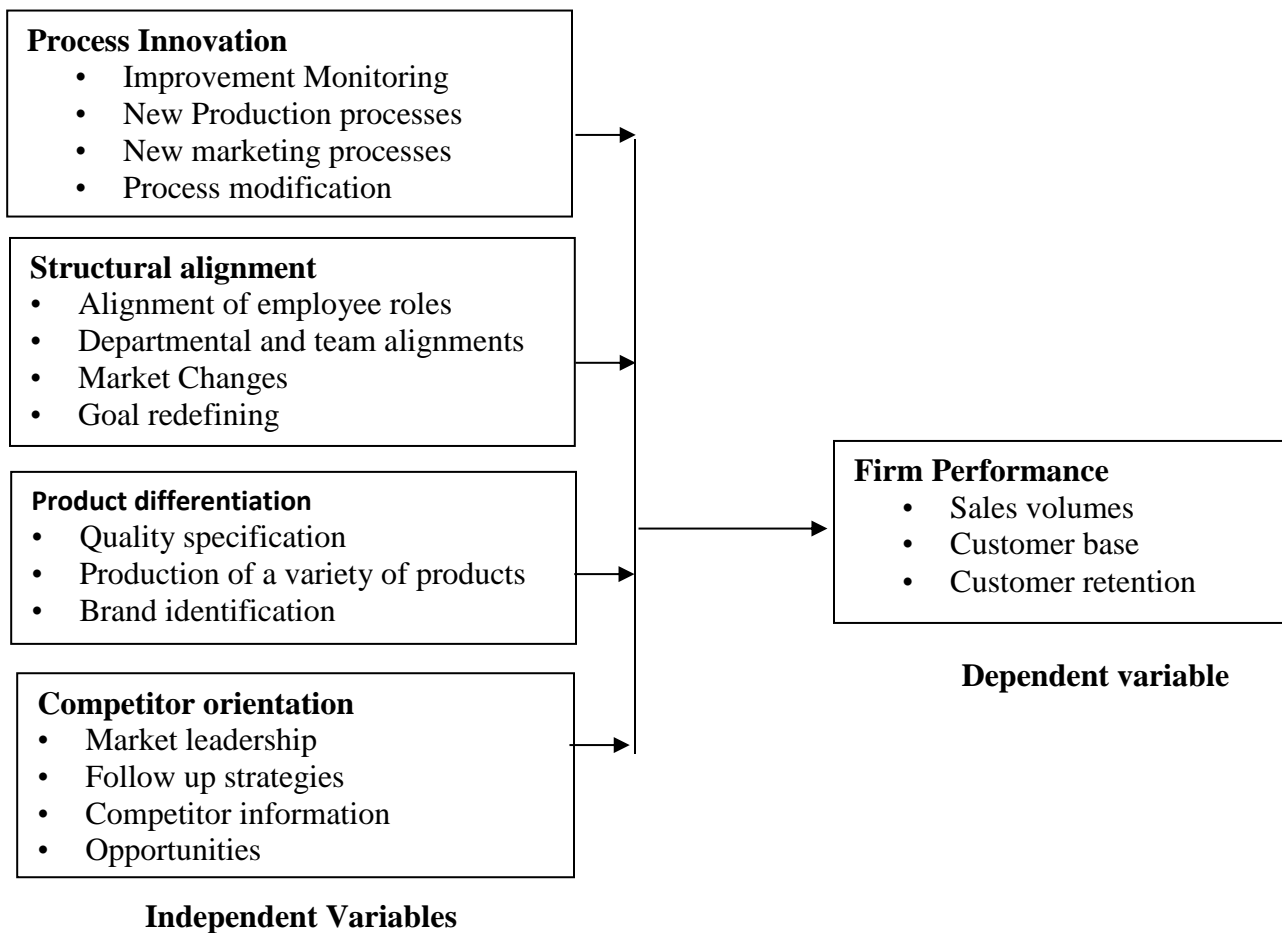 Process Innovation
• Improvement Monitoring
• New Production processes
• New marketing processes
• Process modification
Structural alignment
• Alignment of employee roles
• Departmental and team alignments
• Market Changes
• Goal redefining
Product differentiation
• Quality specification
• Production of a variety of products
• Brand identification
Competitor orientation
• Market leadership
• Follow up strategies
• Competitor information
• Opportunities
Independent Variables
Firm Performance
• Sales volumes
• Customer base
• Customer retention
Dependent variable